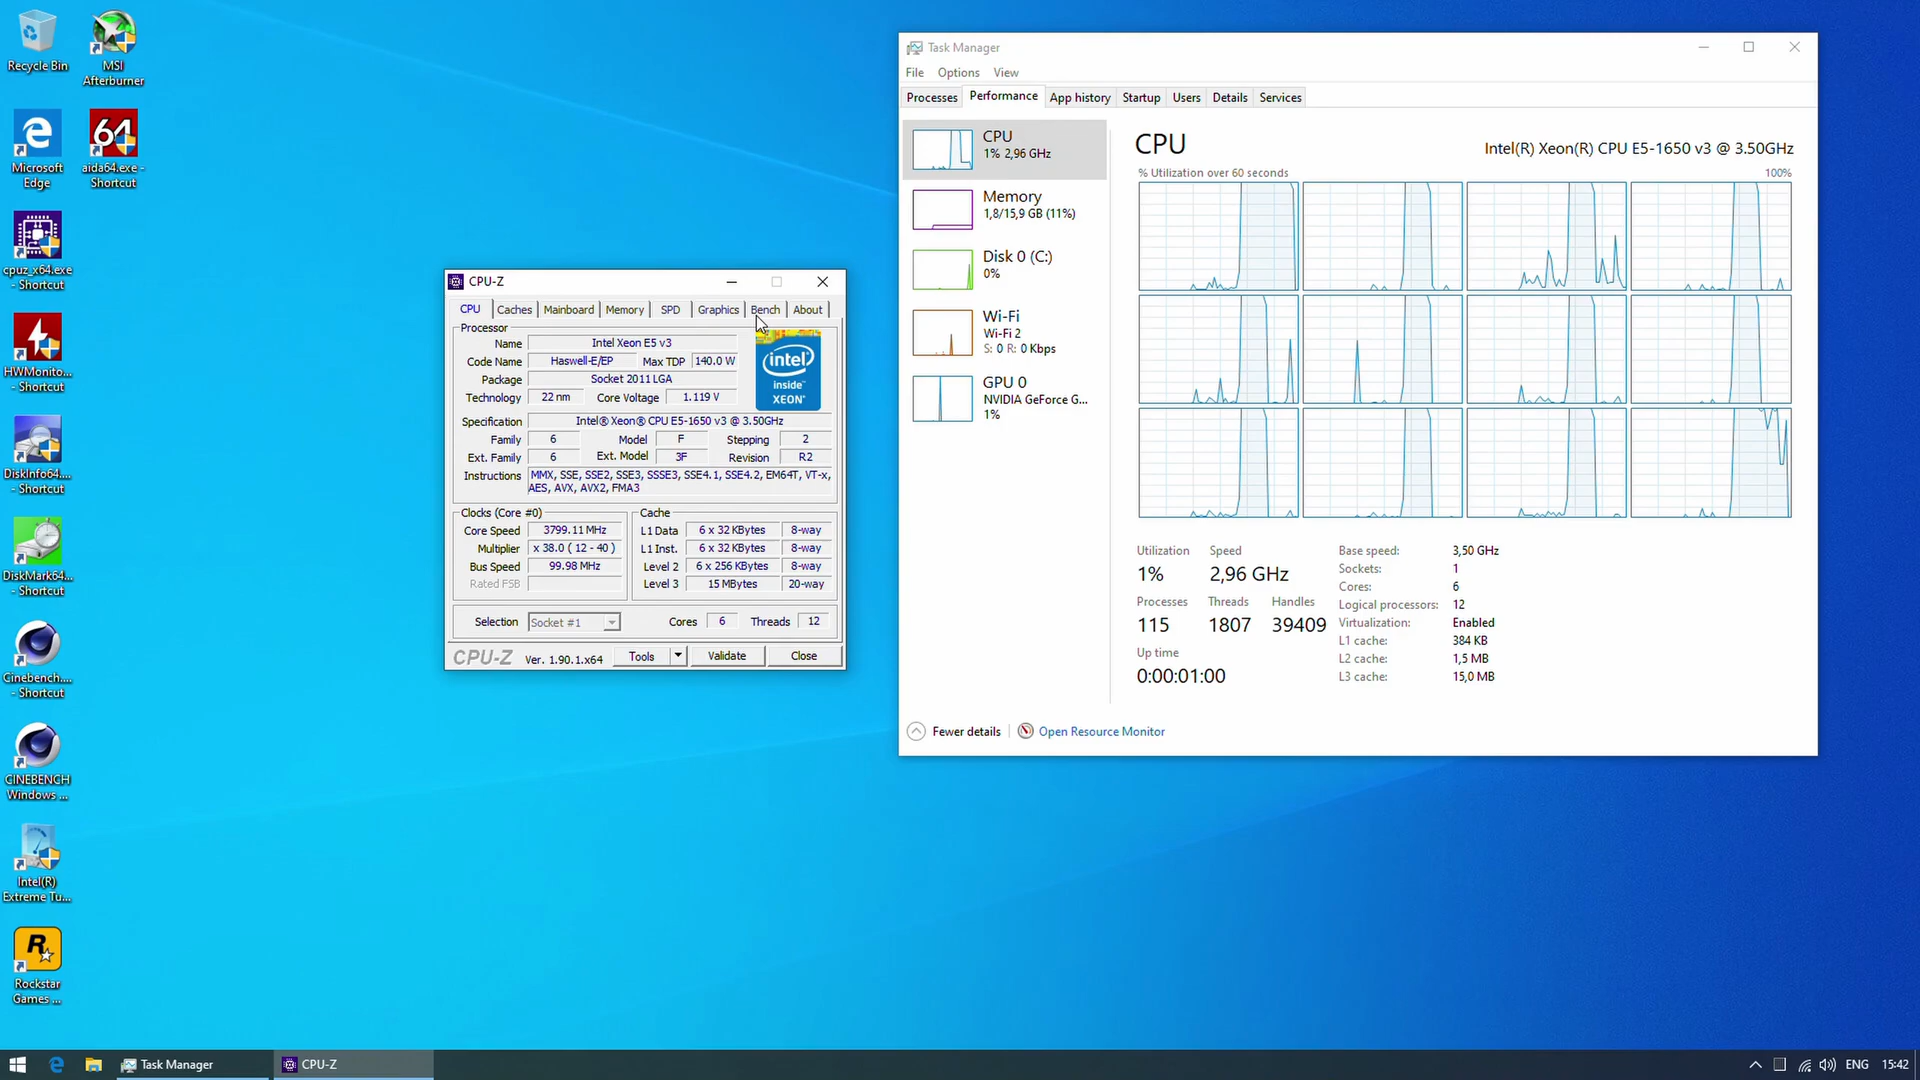 Recycle Bin
MSI
Afterburner
Microsoft
Edge
64
aida64.exe -
Shortcut
cpuz_x64.exe
- Shortcut
HWMonito...
- Shortcut
DiskInfo64....
- Shortcut
DiskMark64...
- Shortcut
Cinebench....
- Shortcut
CINEBENCH
Windows ...
Intel(R)
Extreme Tu...
Rockstar
Games ...
CPU-Z
CPU Caches Mainboard Memory SPD Graphics Bench About
Processor
Name Intel Xeon E5 v3
Code Name Haswell-E/EP Max TDP 140.0 W
Package Socket 2011 LGA
Technology 22 nm Core Voltage 1.119 V
intel
inside™
XEON®
Specification Intel® Xeon® CPU E5-1650 v3 @ 3.50GHz
Family 6 Model F Stepping 2
Ext. Family 6 Ext. Model 3F Revision R2
Instructions MMX, SSE, SSE2, SSE3, SSSE3, SSE4.1, SSE4.2, EM64T, VT-x,
AES, AVX, AVX2, FMA3
Clocks (Core #0)
Core Speed 3799.11 MHz
Multiplier x 38.0 ( 12 - 40 )
Bus Speed 99.98 MHz
Rated FSB
Cache
L1 Data 6 x 32 KBytes 8-way
L1 Inst. 6 x 32 KBytes 8-way
Level 2 6 x 256 KBytes 8-way
Level 3 15 MBytes 20-way
Selection Socket #1 Cores 6 Threads 12
CPU-Z Ver. 1.90.1.x64 Tools Validate Close
Task Manager
File Options View
Processes Performance App history Startup Users Details Services
CPU
1% 2,96 GHz
Memory
1,8/15,9 GB (11%)
Disk 0 (C:)
0%
Wi-Fi
Wi-Fi 2
S: 0 R: 0 Kbps
GPU 0
NVIDIA GeForce G...
1%
CPU Intel(R) Xeon(R) CPU E5-1650 v3 @ 3.50GHz
% Utilization over 60 seconds 100%
Utilization Speed
1% 2,96 GHz
Processes Threads Handles
115 1807 39409
Up time
0:00:01:00
Base speed: 3,50 GHz
Sockets: 1
Cores: 6
Logical processors: 12
Virtualization: Enabled
L1 cache: 384 KB
L2 cache: 1,5 MB
L3 cache: 15,0 MB
Fewer details Open Resource Monitor
Task Manager CPU-Z ENG 15:42